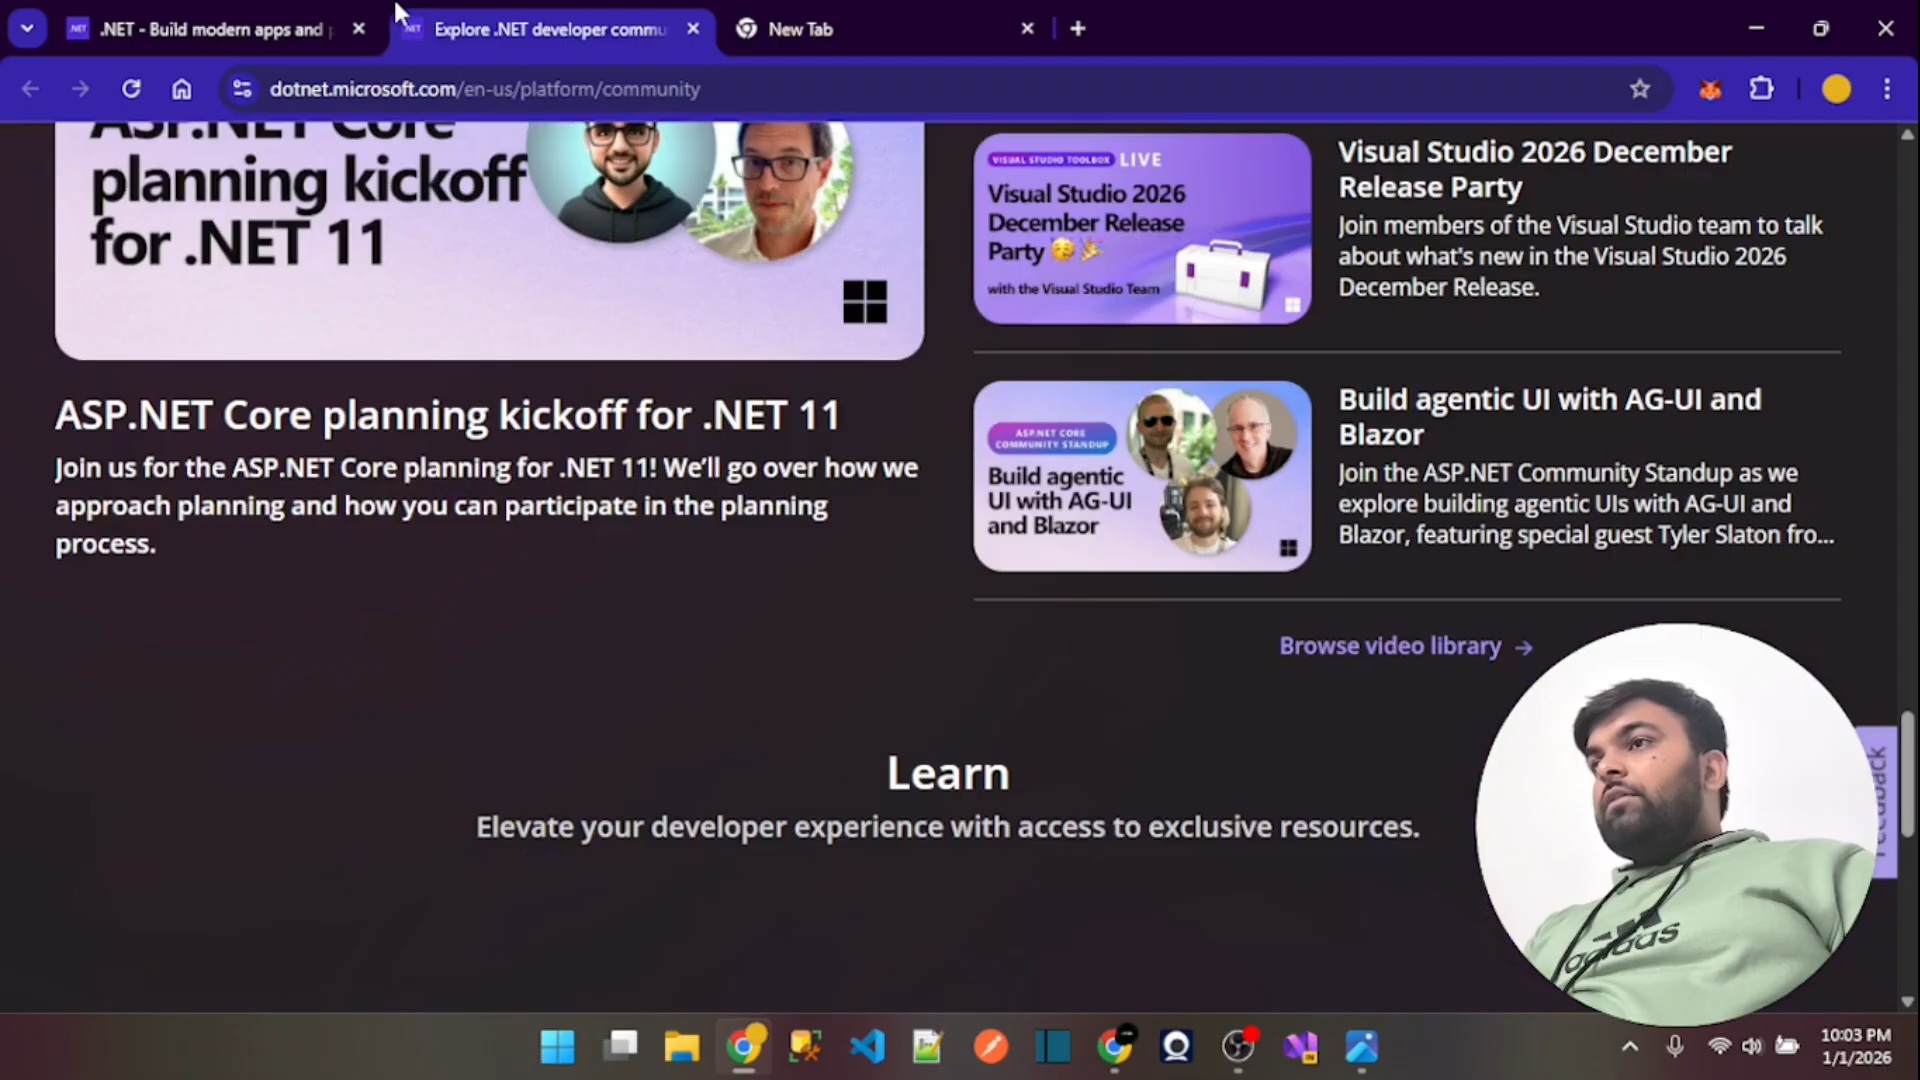 .NET - Build modern apps and
Explore .NET developer commu
New Tab
dotnet.microsoft.com/en-us/platform/community
ASP.NET Core
planning kickoff
for .NET 11
ASP.NET Core planning kickoff for .NET 11
Join us for the ASP.NET Core planning for .NET 11! We’ll go over how we
approach planning and how you can participate in the planning
process.
VISUAL STUDIO TOOLBOX LIVE
Visual Studio 2026
December Release
Party 🥳 🎉
with the Visual Studio Team
Visual Studio 2026 December
Release Party
Join members of the Visual Studio team to talk
about what's new in the Visual Studio 2026
December Release.
ASP.NET CORE
COMMUNITY STANDUP
Build agentic
UI with AG-UI
and Blazor
Build agentic UI with AG-UI and
Blazor
Join the ASP.NET Community Standup as we
explore building agentic UIs with AG-UI and
Blazor, featuring special guest Tyler Slaton fro...
Browse video library →
Learn
Elevate your developer experience with access to exclusive resources.
Feedback
adidas
10:03 PM
1/1/2026